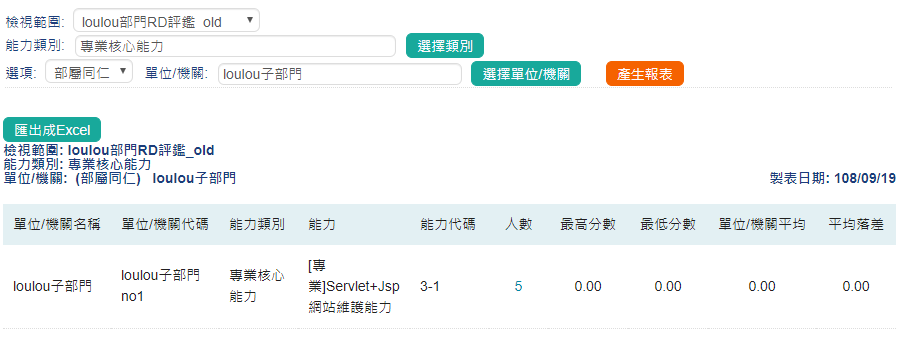 檢視範圍: loulou部門RD評鑑_old
能力類別: 專業核心能力 選擇類別
選項: 部屬同仁 單位/機關: loulou子部門 選擇單位/機關 產生報表
匯出成Excel
檢視範圍: loulou部門RD評鑑_old
能力類別: 專業核心能力
單位/機關: (部屬同仁) loulou子部門 製表日期: 108/09/19
單位/機關名稱 單位/機關代碼 能力類別 能力 能力代碼 人數 最高分數 最低分數 單位/機關平均 平均落差
loulou子部門 loulou子部門no1 專業核心能力 [專業]Servlet+Jsp網站維護能力 3-1 5 0.00 0.00 0.00 0.00